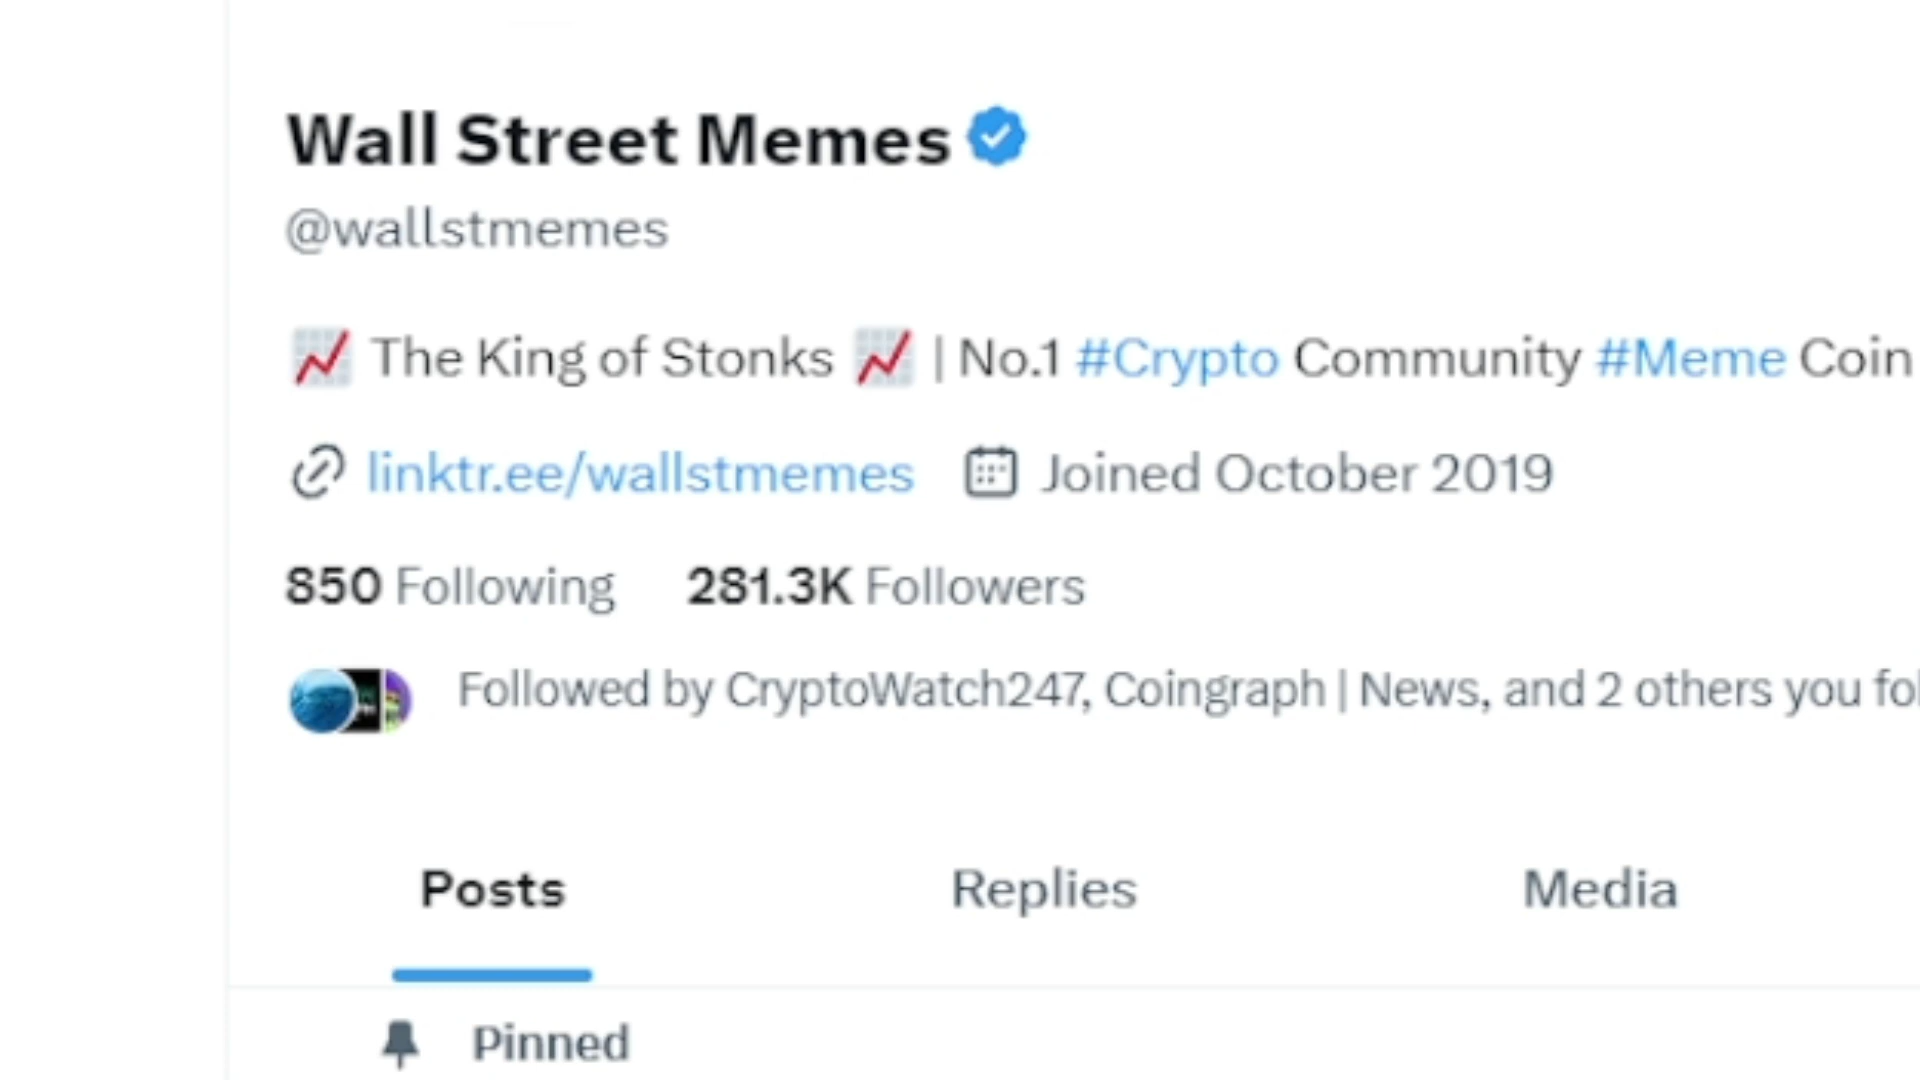 Wall Street Memes
@wallstmemes
📈 The King of Stonks 📈 | No.1 #Crypto Community #Meme Coin
linktr.ee/wallstmemes Joined October 2019
850 Following 281.3K Followers
Followed by CryptoWatch247, Coingraph | News, and 2 others you fol
Posts Replies Media
Pinned